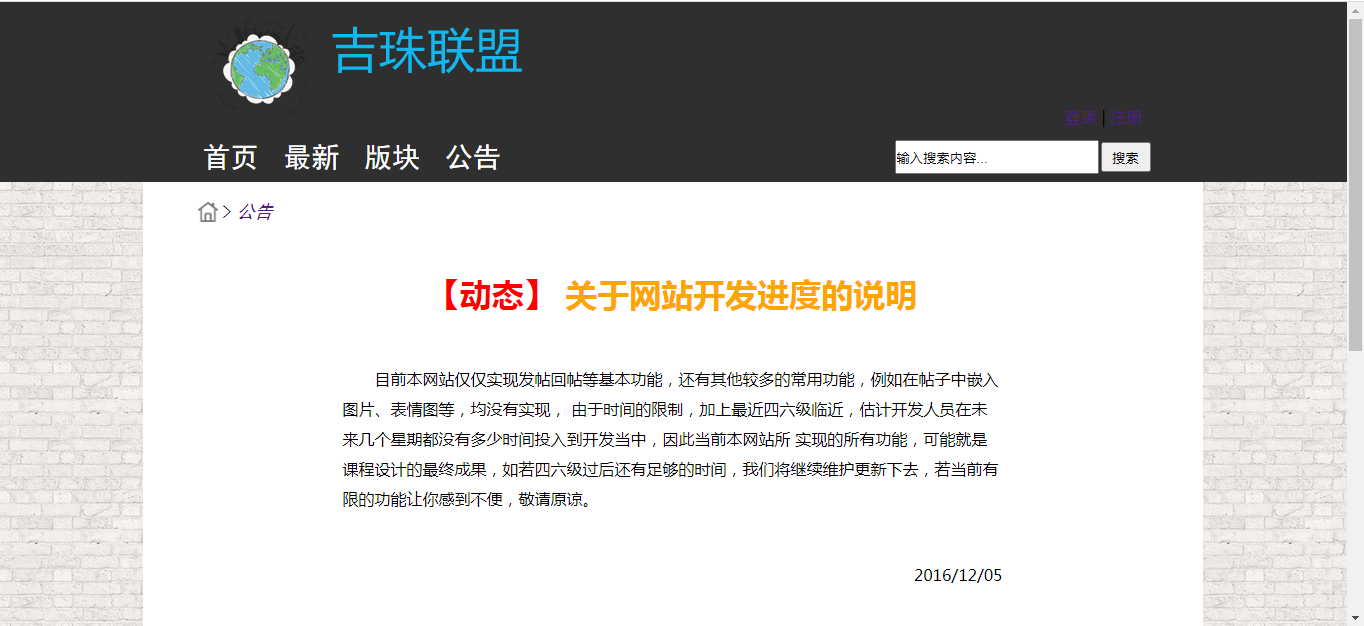 吉珠联盟
登录 | 注册
首页 最新 版块 公告
输入搜索内容... 搜索
> 公告
【动态】 关于网站开发进度的说明
目前本网站仅仅实现发帖回帖等基本功能，还有其他较多的常用功能，例如在帖子中嵌入
图片、表情图等，均没有实现， 由于时间的限制，加上最近四六级临近，估计开发人员在未
来几个星期都没有多少时间投入到开发当中，因此当前本网站所 实现的所有功能，可能就是
课程设计的最终成果，如若四六级过后还有足够的时间，我们将继续维护更新下去，若当前有
限的功能让你感到不便，敬请原谅。
2016/12/05